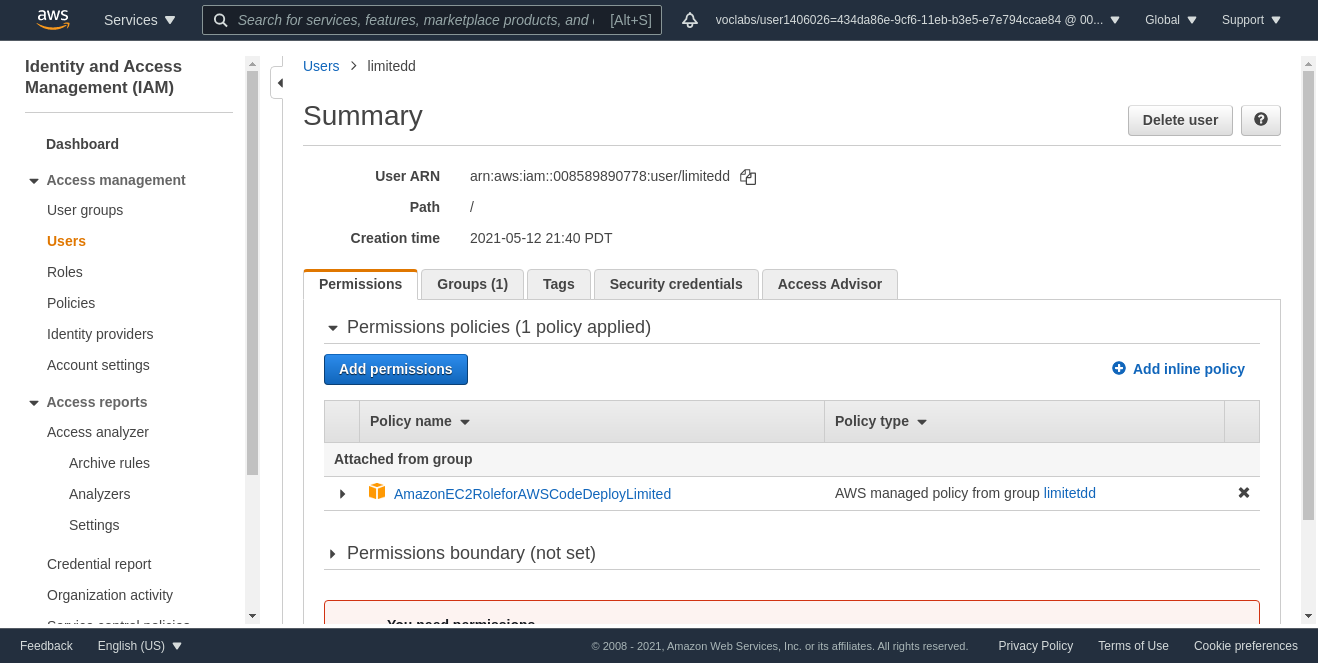 aws
Services
Search for services, features, marketplace products, and
[Alt+S]
voclabs/user1406026=434da86e-9cf6-11eb-b3e5-e7e794ccae84 @ 00...
Global
Support
Identity and Access
Management (IAM)
Dashboard
Access management
User groups
Users
Roles
Policies
Identity providers
Account settings
Access reports
Access analyzer
Archive rules
Analyzers
Settings
Credential report
Organization activity
Service control policies
Users > limitedd
Summary
Delete user
User ARN arn:aws:iam::008589890778:user/limitedd
Path /
Creation time 2021-05-12 21:40 PDT
Permissions Groups (1) Tags Security credentials Access Advisor
Permissions policies (1 policy applied)
Add permissions
Add inline policy
Policy name Policy type
Attached from group
AmazonEC2RoleforAWSCodeDeployLimited AWS managed policy from group limitetdd
Permissions boundary (not set)
You need permissions
Feedback English (US) © 2008 - 2021, Amazon Web Services, Inc. or its affiliates. All rights reserved. Privacy Policy Terms of Use Cookie preferences